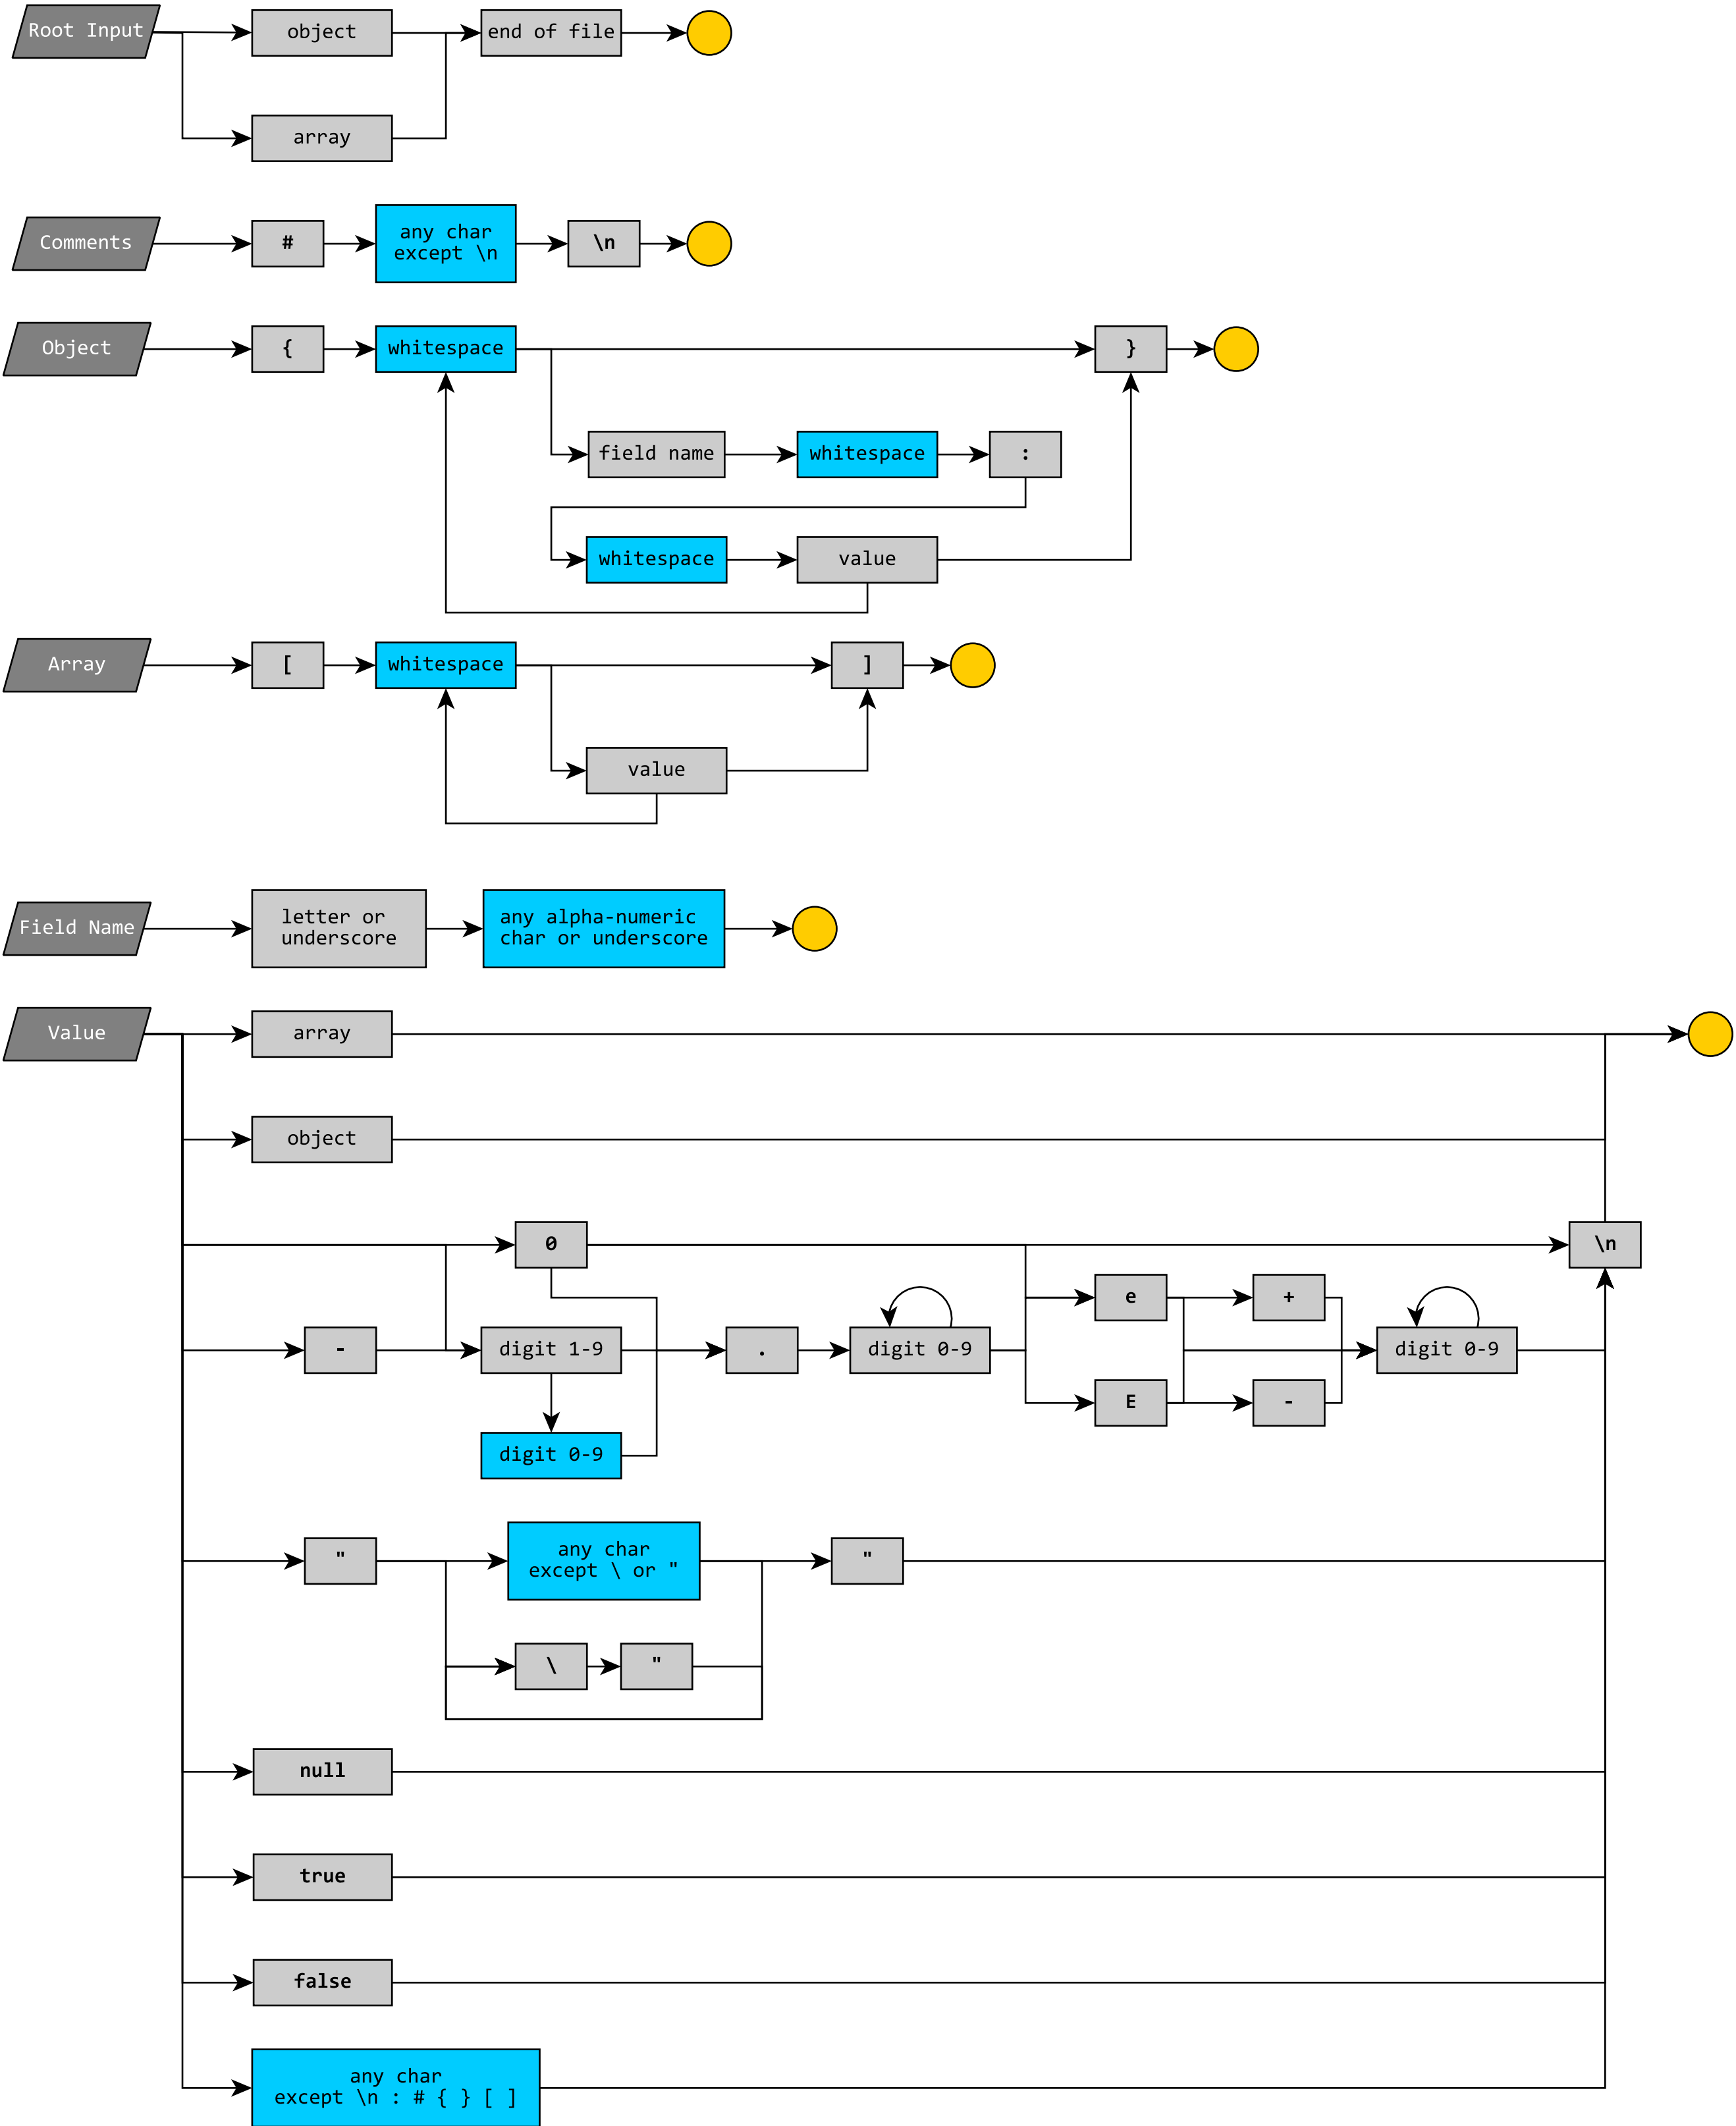 Root Input
object
end of file
array
Comments
#
any char
except \n
\n
Object
{
whitespace
}
field name
whitespace
:
whitespace
value
Array
[
whitespace
]
value
Field Name
letter or
underscore
any alpha-numeric
char or underscore
Value
array
object
0
\n
e
+
-
digit 1-9
.
digit 0-9
digit 0-9
E
-
digit 0-9
"
any char
except \ or "
"
\
"
null
true
false
any char
except \n : # { } [ ]